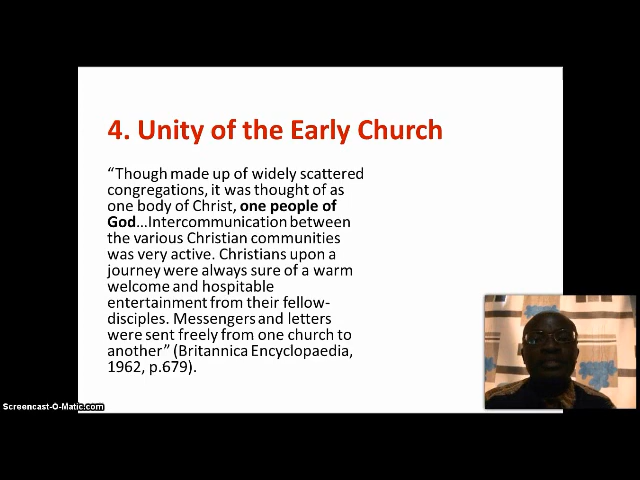 4. Unity of the Early Church
“Though made up of widely scattered
congregations, it was thought of as
one body of Christ, one people of
God…Intercommunication between
the various Christian communities
was very active. Christians upon a
journey were always sure of a warm
welcome and hospitable
entertainment from their fellow-
disciples. Messengers and letters
were sent freely from one church to
another” (Britannica Encyclopaedia,
1962, p.679).
Screencast-O-Matic.com